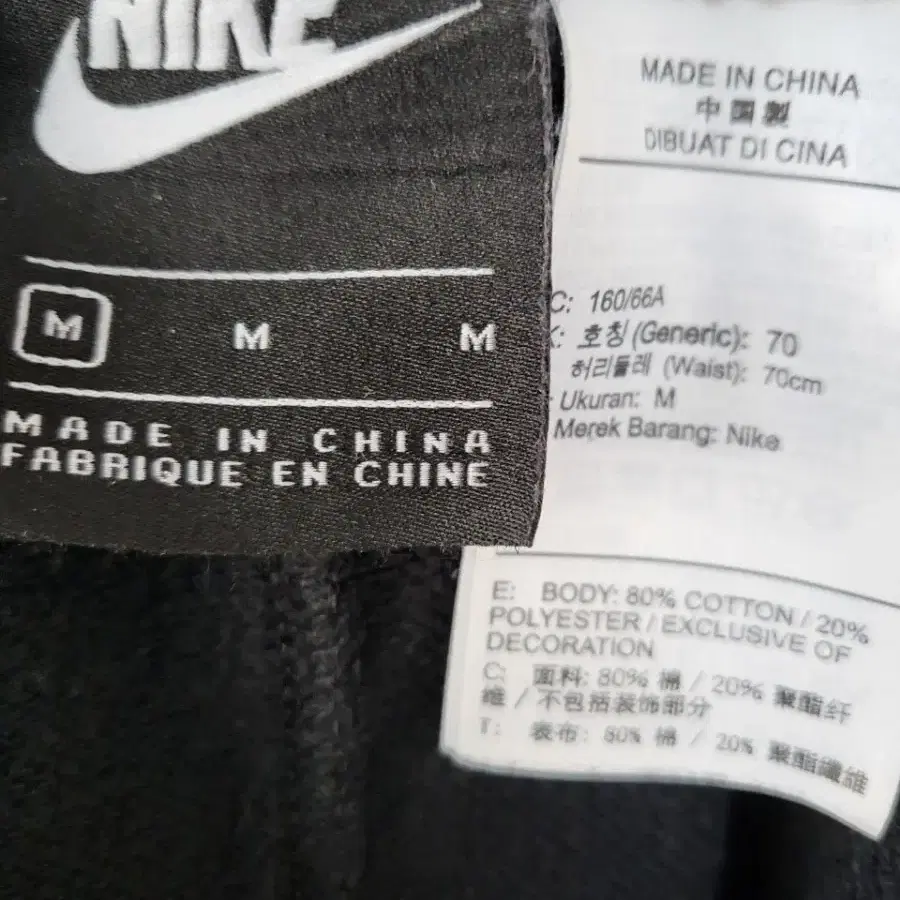 NIKE
M M M
MADE IN CHINA
FABRIQUE EN CHINE
MADE IN CHINA
中国製
DIBUAT DI CINA
C: 160/66A
K: 호칭 (Generic): 70
허리둘레 (Waist): 70cm
Ukuran: M
Merek Barang: Nike
E: BODY: 80% COTTON / 20%
POLYESTER / EXCLUSIVE OF
DECORATION
C: 面料: 80% 棉 / 20% 聚酯纤
维 / 不包括装饰部分
T: 表布: 80% 棉 / 20% 聚酯纖維